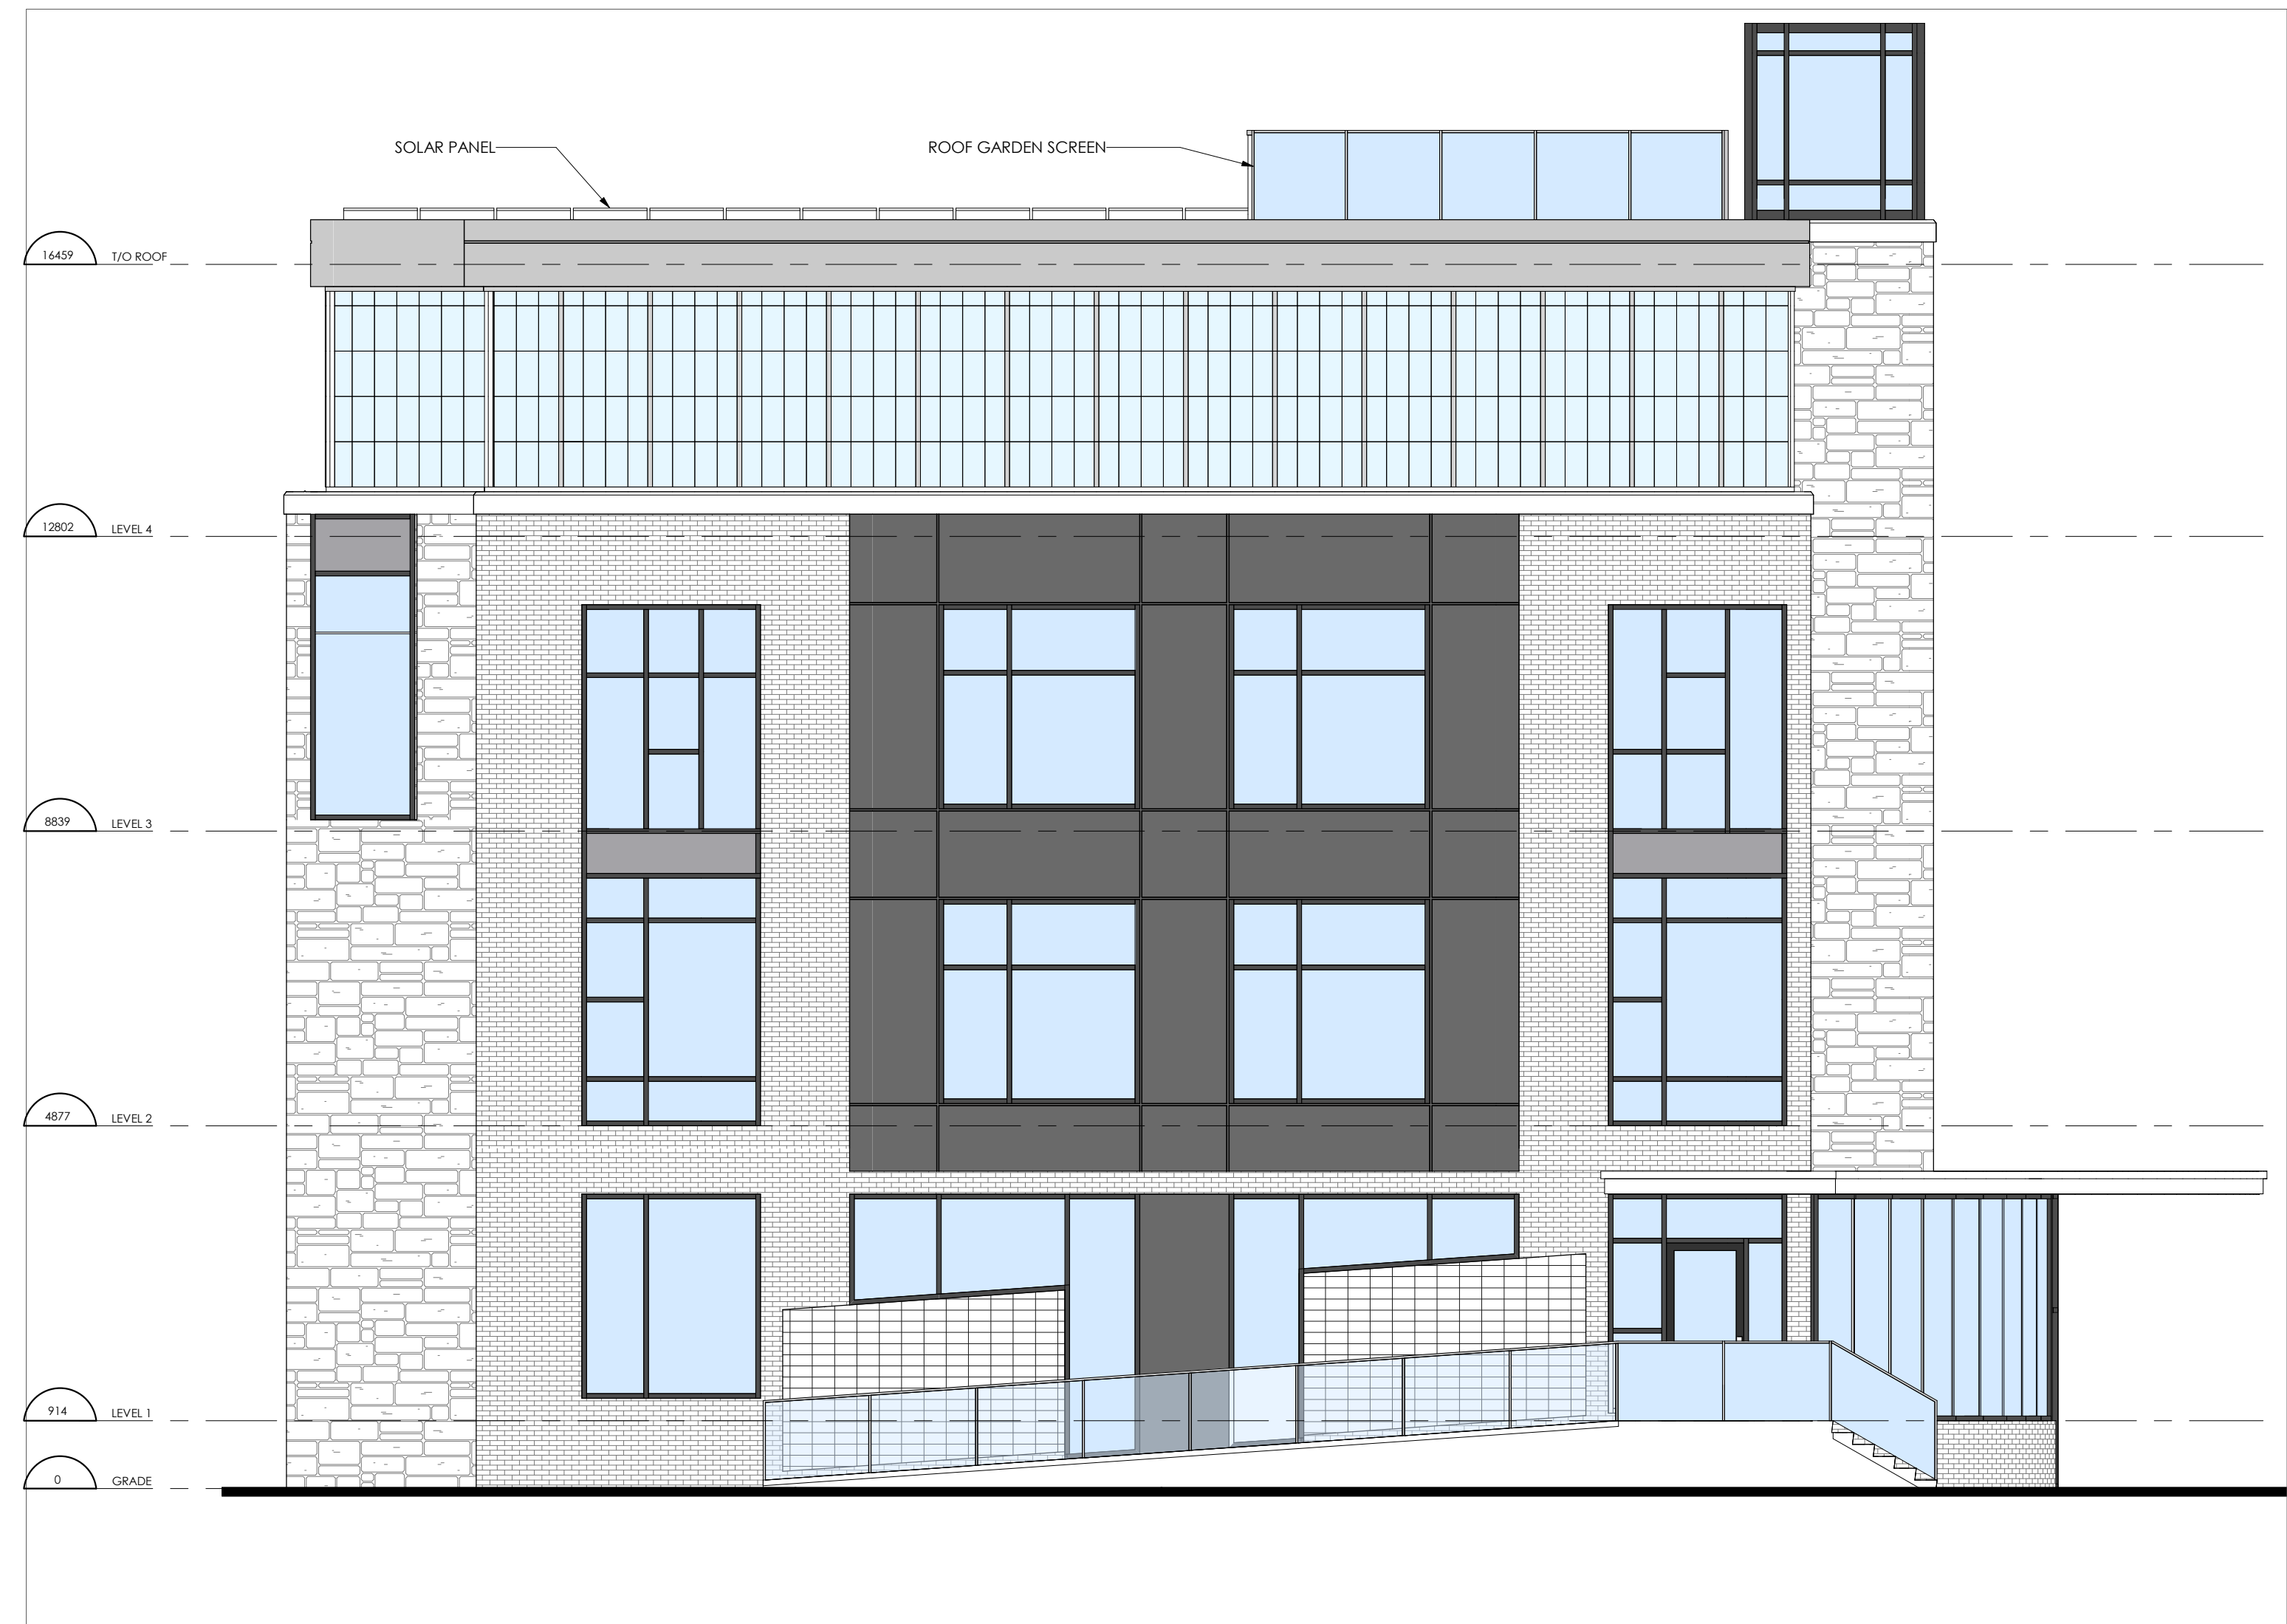 SOLAR PANEL
ROOF GARDEN SCREEN
16459 T/O ROOF
12802 LEVEL 4
8839 LEVEL 3
4877 LEVEL 2
914 LEVEL 1
0 GRADE